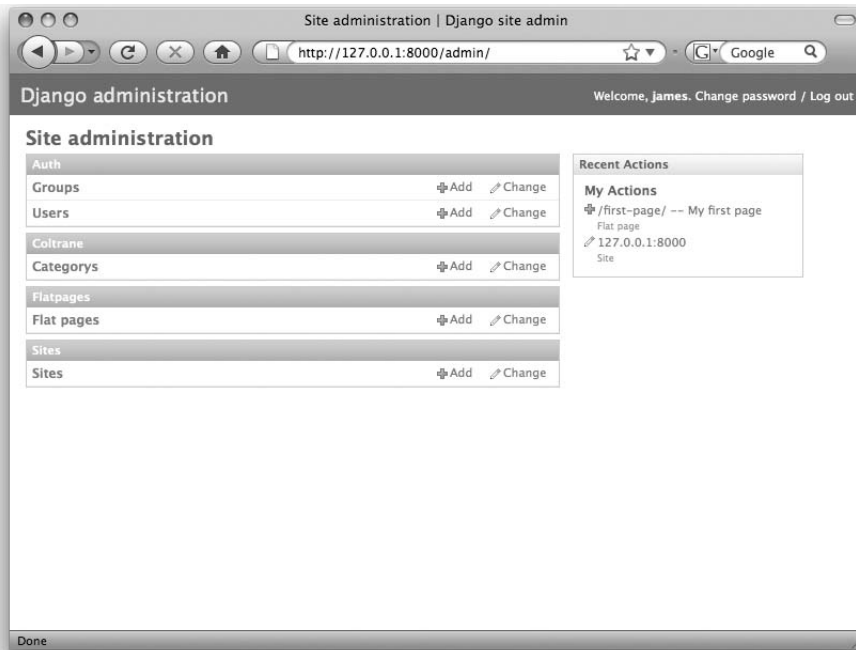 Site administration | Django site admin
http://127.0.0.1:8000/admin/
G Google
Django administration
Welcome, james. Change password / Log out
Site administration
Auth
Groups Add Change
Users Add Change
Coltrane
Categorys Add Change
Flatpages
Flat pages Add Change
Sites
Sites Add Change
Recent Actions
My Actions
/first-page/ -- My first page
Flat page
127.0.0.1:8000
Site
Done